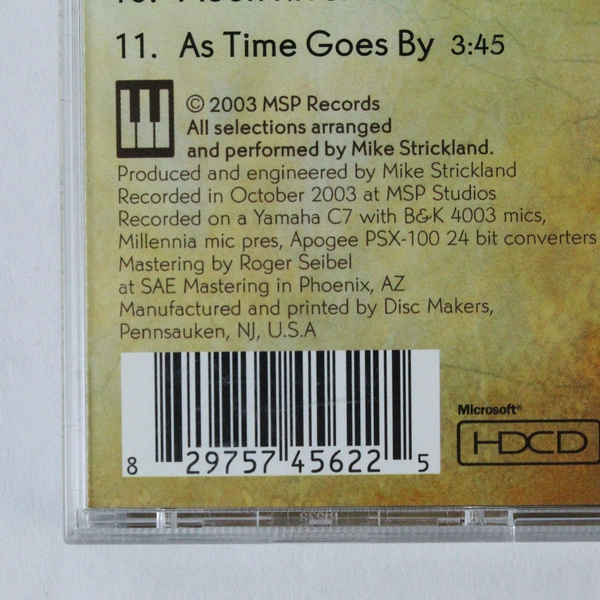 11. As Time Goes By 3:45
© 2003 MSP Records
All selections arranged
and performed by Mike Strickland.
Produced and engineered by Mike Strickland
Recorded in October 2003 at MSP Studios
Recorded on a Yamaha C7 with B&K 4003 mics,
Millennia mic pres, Apogee PSX-100 24 bit converters
Mastering by Roger Seibel
at SAE Mastering in Phoenix, AZ
Manufactured and printed by Disc Makers,
Pennsauken, NJ, U.S.A
8 29757 45622 5
Microsoft®
HDCD